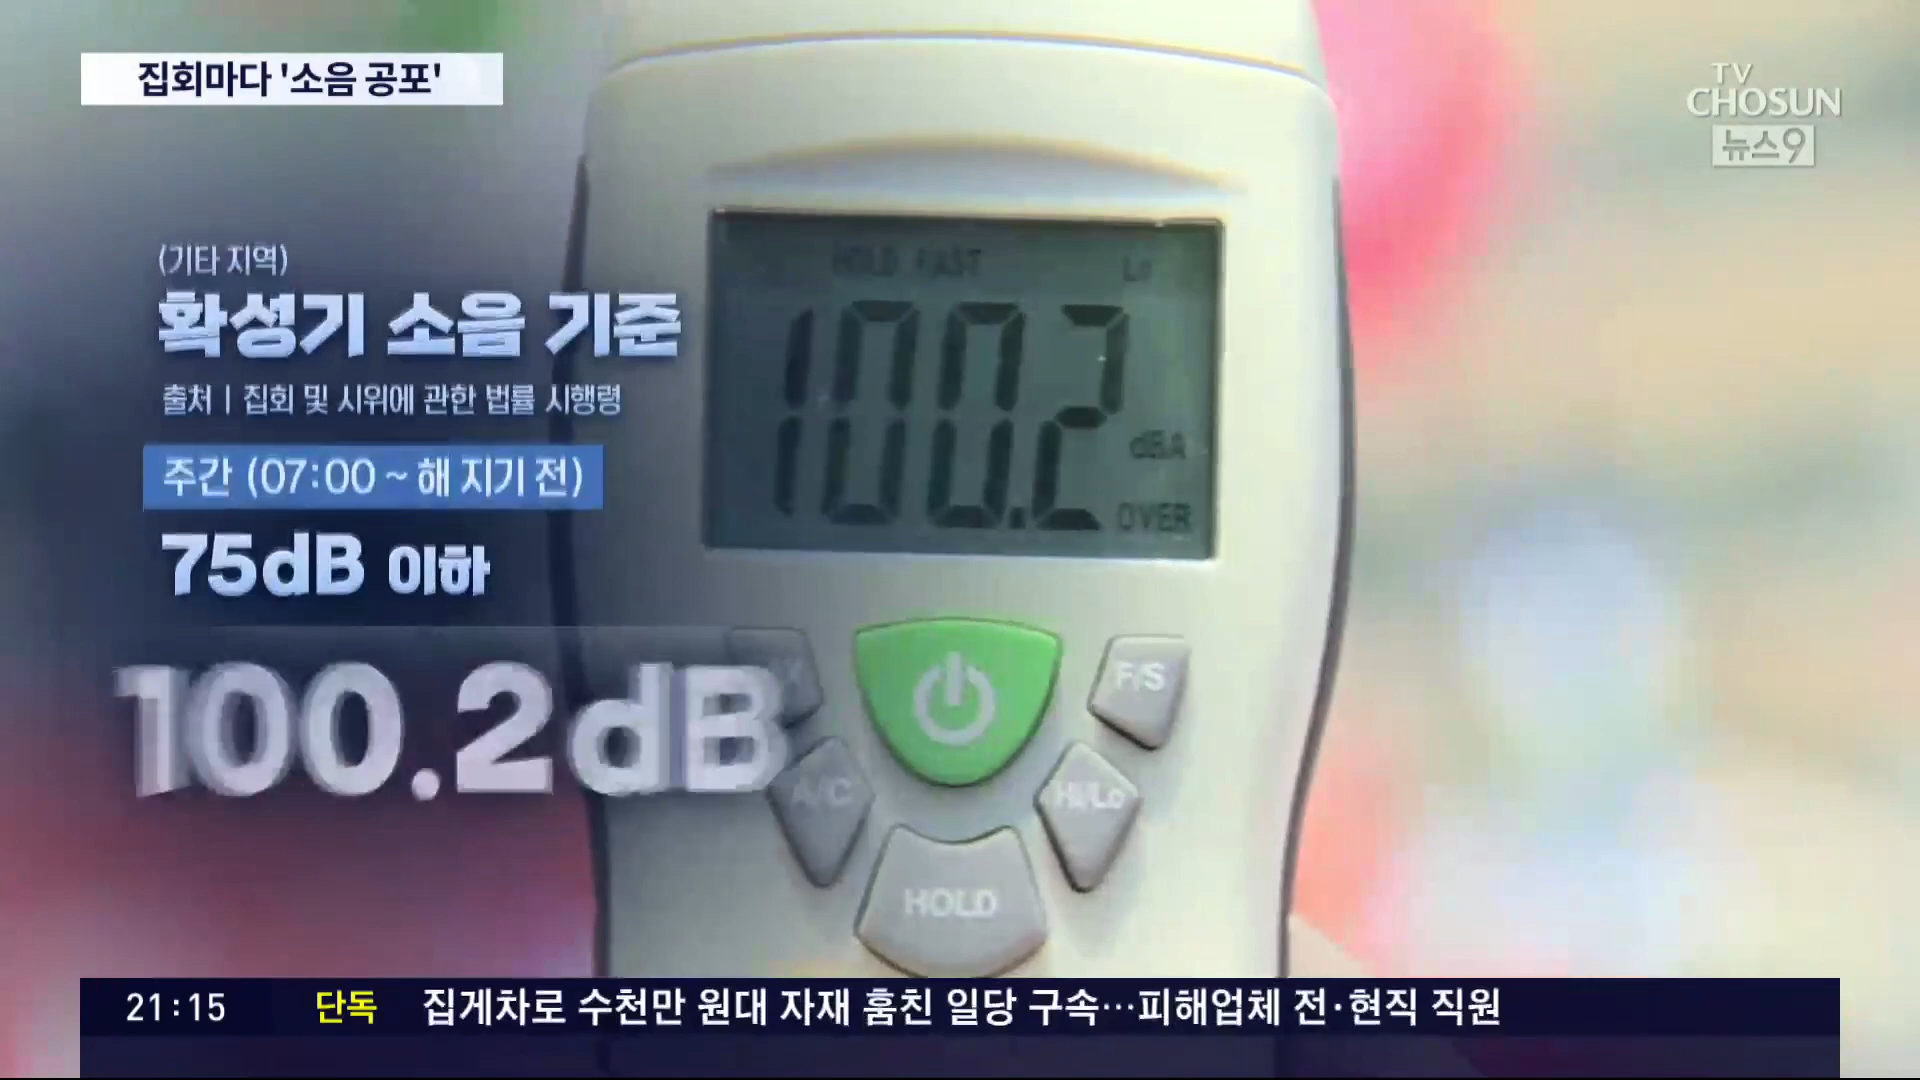 집회마다 '소음 공포'
TV
CHOSUN
뉴스9
(기타 지역)
확성기 소음 기준
출처 | 집회 및 시위에 관한 법률 시행령
주간 (07:00 ~ 해 지기 전)
75dB 이하
100.2dB
HOLD FAST
Lo
100.2
dBA
OVER
F/S
A/C
Hi/Lo
HOLD
21:15 단독 집게차로 수천만 원대 자재 훔친 일당 구속…피해업체 전·현직 직원